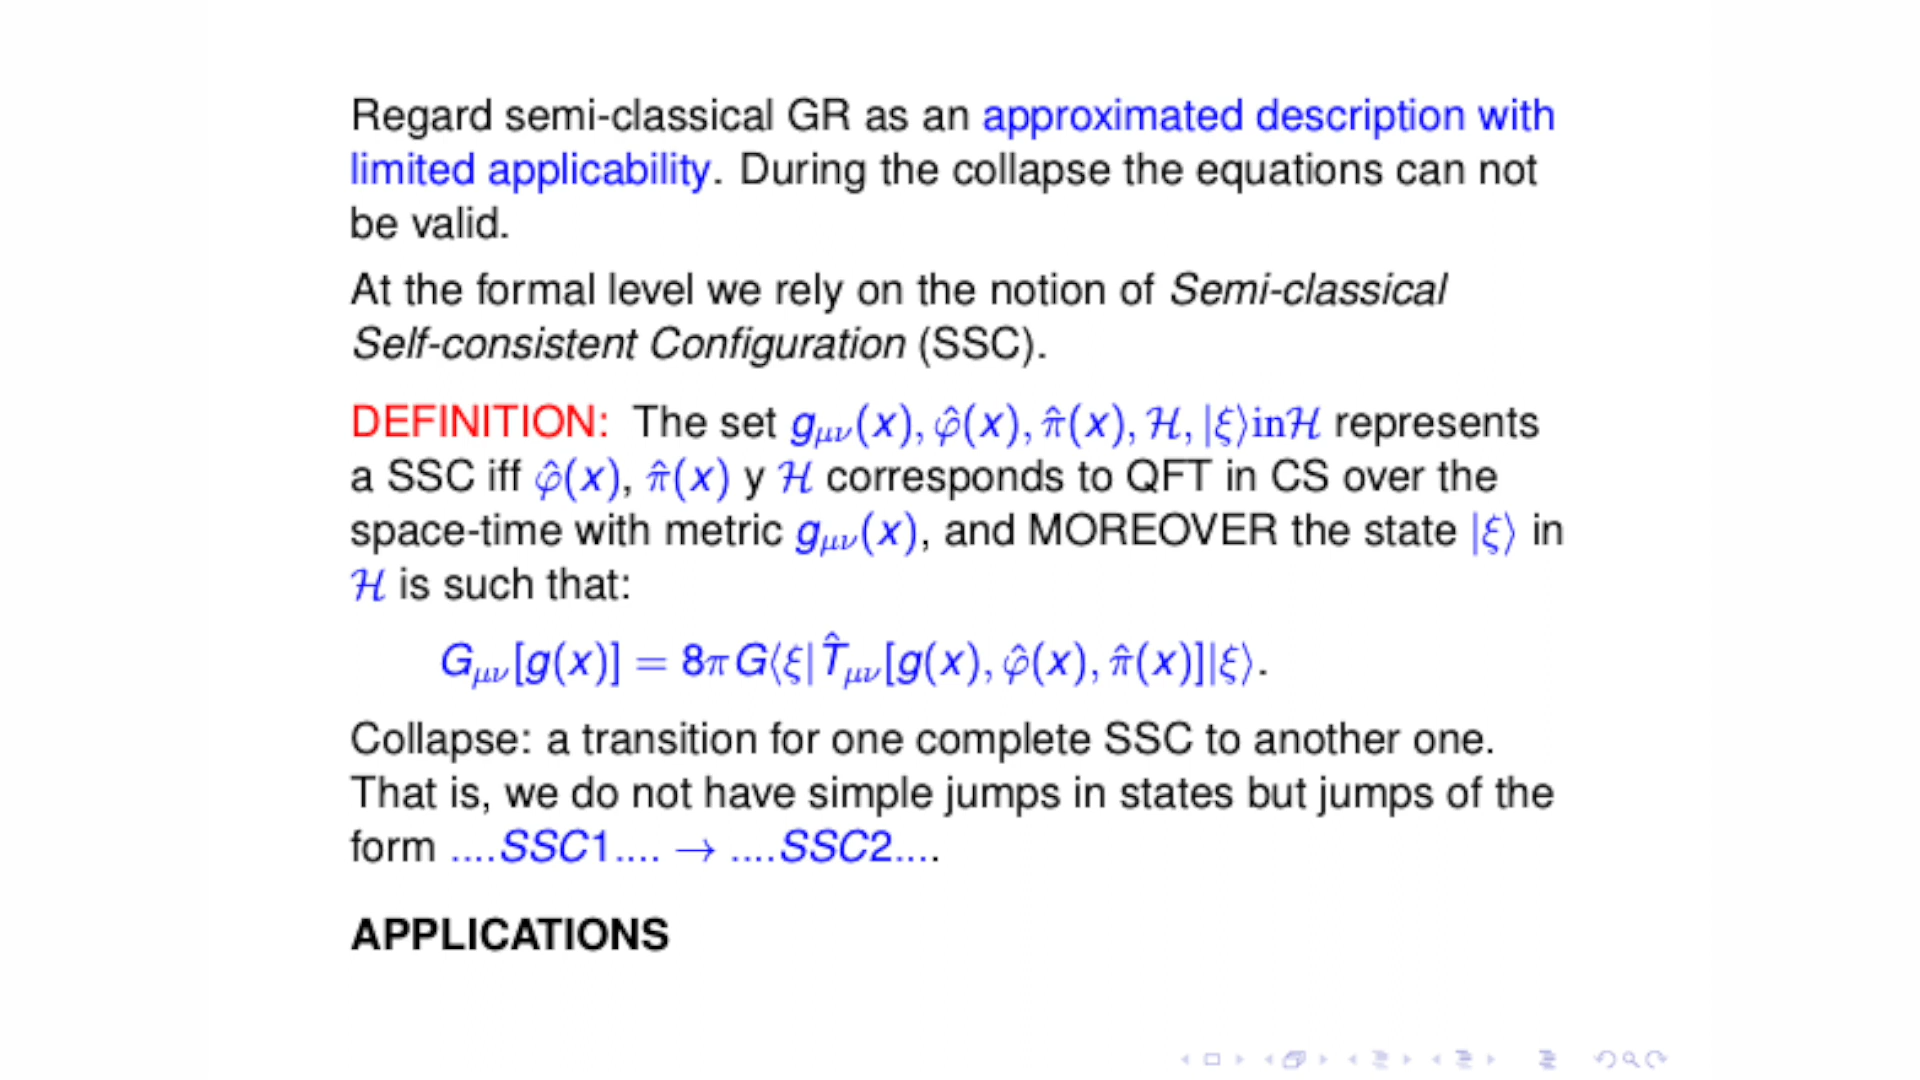 Regard semi-classical GR as an approximated description with
limited applicability. During the collapse the equations can not
be valid.
At the formal level we rely on the notion of Semi-classical
Self-consistent Configuration (SSC).
DEFINITION: The set gμν(x), φ̂(x), π̂(x), ℋ, |ξ⟩inℋ represents
a SSC iff φ̂(x), π̂(x) y ℋ corresponds to QFT in CS over the
space-time with metric gμν(x), and MOREOVER the state |ξ⟩ in
ℋ is such that:
Gμν[g(x)] = 8πG⟨ξ|T̂μν[g(x), φ̂(x), π̂(x)]|ξ⟩.
Collapse: a transition for one complete SSC to another one.
That is, we do not have simple jumps in states but jumps of the
form ....SSC1.... → ....SSC2....
APPLICATIONS